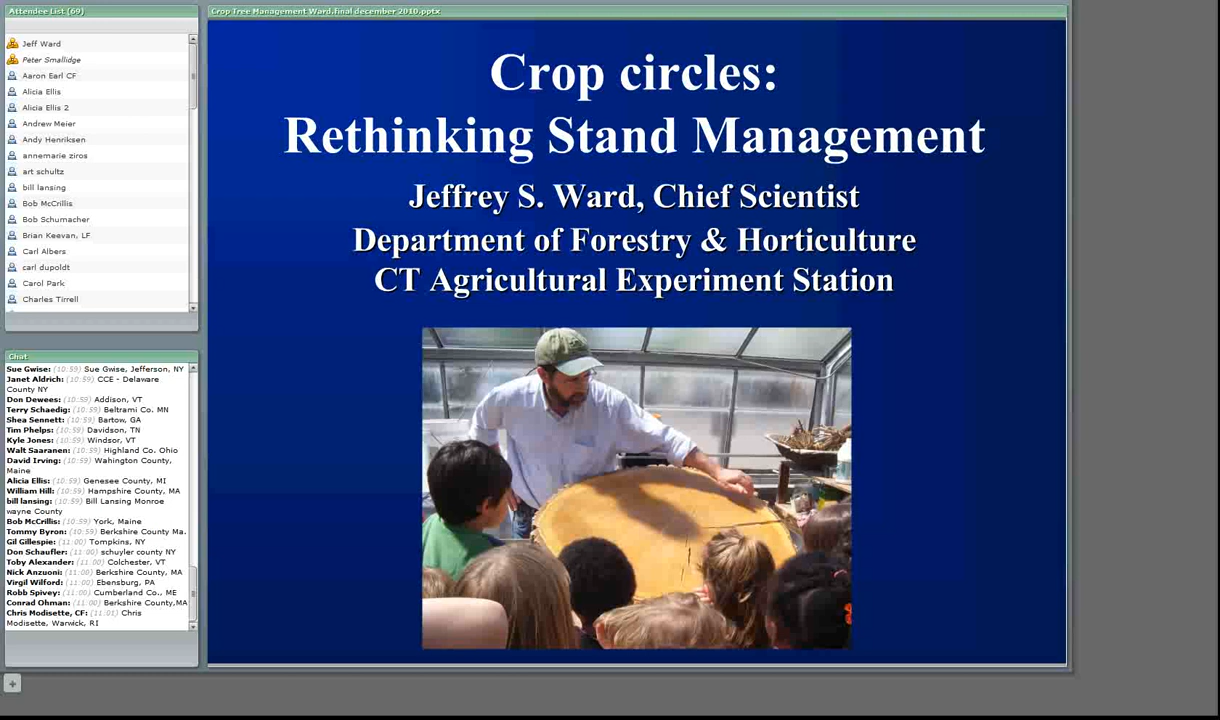 Attendee List (69)
Jeff Ward
Peter Smallidge
Aaron Earl CF
Alicia Ellis
Alicia Ellis 2
Andrew Meier
Andy Henriksen
annemarie ziros
art schultz
bill lansing
Bob McCrillis
Bob Schumacher
Brian Keevan, LF
Carl Albers
carl dupoldt
Carol Park
Charles Tirrell
Chat
Sue Gwise: (10:59) Sue Gwise, Jefferson, NY
Janet Aldrich: (10:59) CCE - Delaware
County NY
Don Dewees: (10:59) Addison, VT
Terry Schaedig: (10:59) Beltrami Co. MN
Shea Sennett: (10:59) Bartow, GA
Tim Phelps: (10:59) Davidson, TN
Kyle Jones: (10:59) Windsor, VT
Walt Saaranen: (10:59) Highland Co. Ohio
David Irving: (10:59) Wahington County,
Maine
Alicia Ellis: (10:59) Genesee County, MI
William Hill: (10:59) Hampshire County, MA
bill lansing: (10:59) Bill Lansing Monroe
wayne County
Bob McCrillis: (10:59) York, Maine
Tommy Byron: (10:59) Berkshire County Ma.
Gil Gillespie: (11:00) Tompkins, NY
Don Schaufler: (11:00) schuyler county NY
Toby Alexander: (11:00) Colchester, VT
Nick Anzuoni: (11:00) Berkshire County, MA
Virgil Wilford: (11:00) Ebensburg, PA
Robb Spivey: (11:00) Cumberland Co., ME
Conrad Ohman: (11:00) Berkshire County,MA
Chris Modisette, CF: (11:01) Chris
Modisette, Warwick, RI
Crop Tree Management Ward.final december 2010.pptx
Crop circles:
Rethinking Stand Management
Jeffrey S. Ward, Chief Scientist
Department of Forestry & Horticulture
CT Agricultural Experiment Station